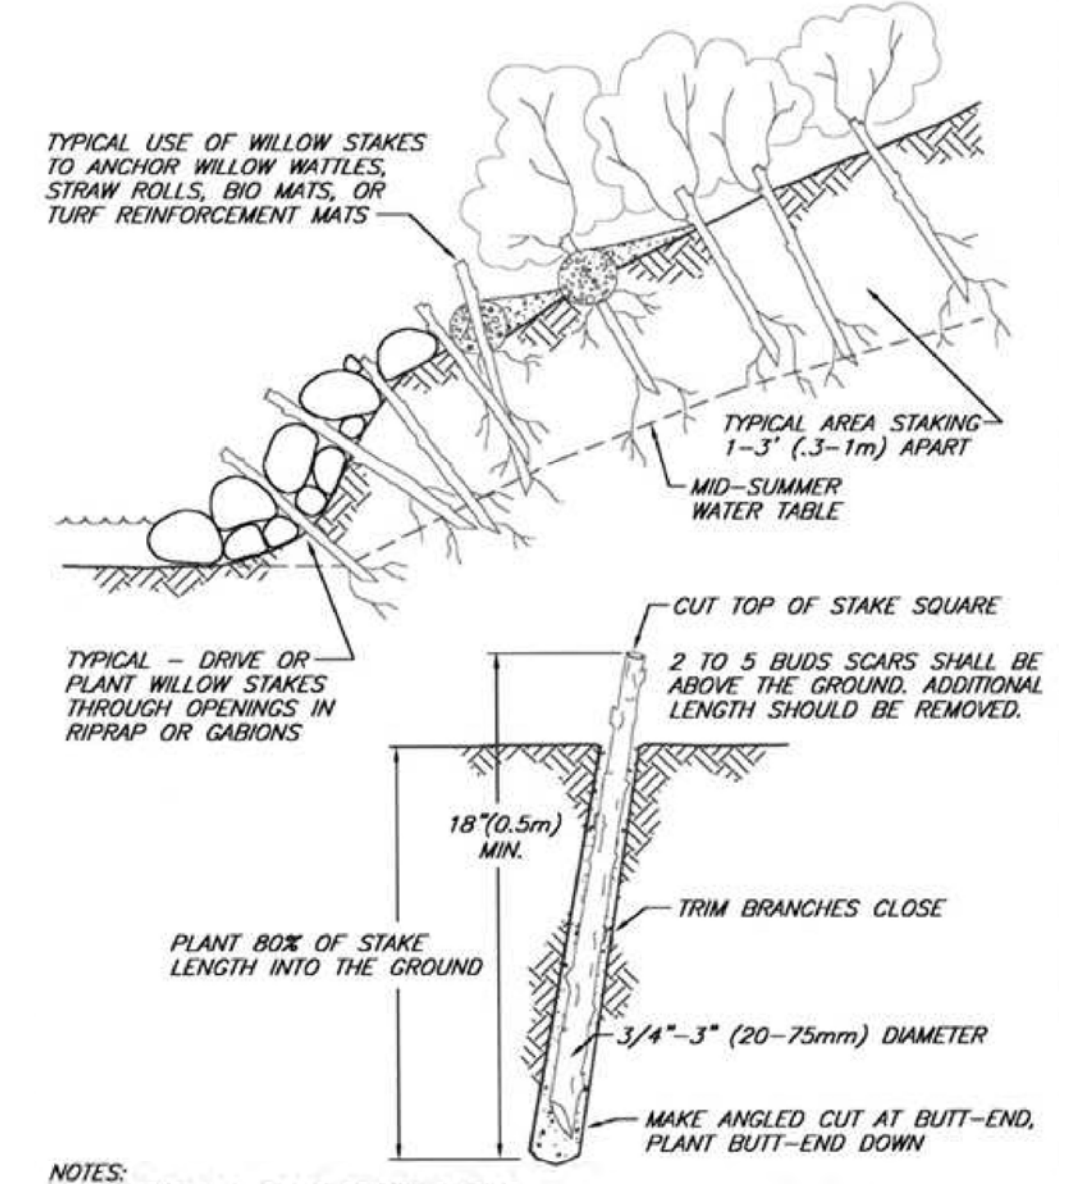 TYPICAL USE OF WILLOW STAKES
TO ANCHOR WILLOW WATTLES,
STRAW ROLLS, BIO MATS, OR
TURF REINFORCEMENT MATS
TYPICAL AREA STAKING
1-3' (.3-1m) APART
MID-SUMMER
WATER TABLE
TYPICAL - DRIVE OR
PLANT WILLOW STAKES
THROUGH OPENINGS IN
RIPRAP OR GABIONS
CUT TOP OF STAKE SQUARE
2 TO 5 BUDS SCARS SHALL BE
ABOVE THE GROUND. ADDITIONAL
LENGTH SHOULD BE REMOVED.
18"(0.5m)
MIN.
TRIM BRANCHES CLOSE
PLANT 80% OF STAKE
LENGTH INTO THE GROUND
3/4"-3" (20-75mm) DIAMETER
MAKE ANGLED CUT AT BUTT-END,
PLANT BUTT-END DOWN
NOTES: